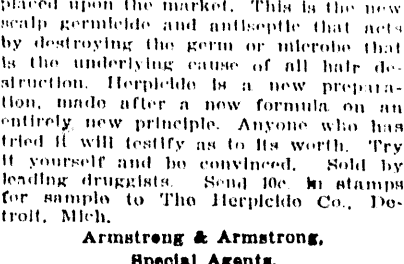 placed upon the market. This is the new
scalp germicide and antiseptic that acts
by destroying the germ or microbe that
is the underlying cause of all hair de-
struction. Herpicide is a new prepara-
tion, made after a new formula on an
entirely new principle. Anyone who has
tried it will testify as to its worth. Try
it yourself and be convinced. Sold by
leading druggists. Send 10c. in stamps
for sample to The Herpicide Co., De-
troit, Mich.
Armstrong & Armstrong,
Special Agents.